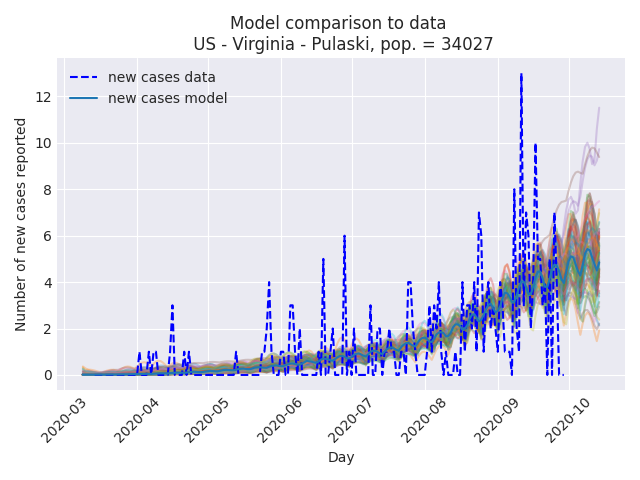 Model comparison to data
US - Virginia - Pulaski, pop. = 34027
new cases data
new cases model
Number of new cases reported
12
10
8
6
4
2
0
2020-03
2020-04
2020-05
2020-06
2020-07
2020-08
2020-09
2020-10
Day